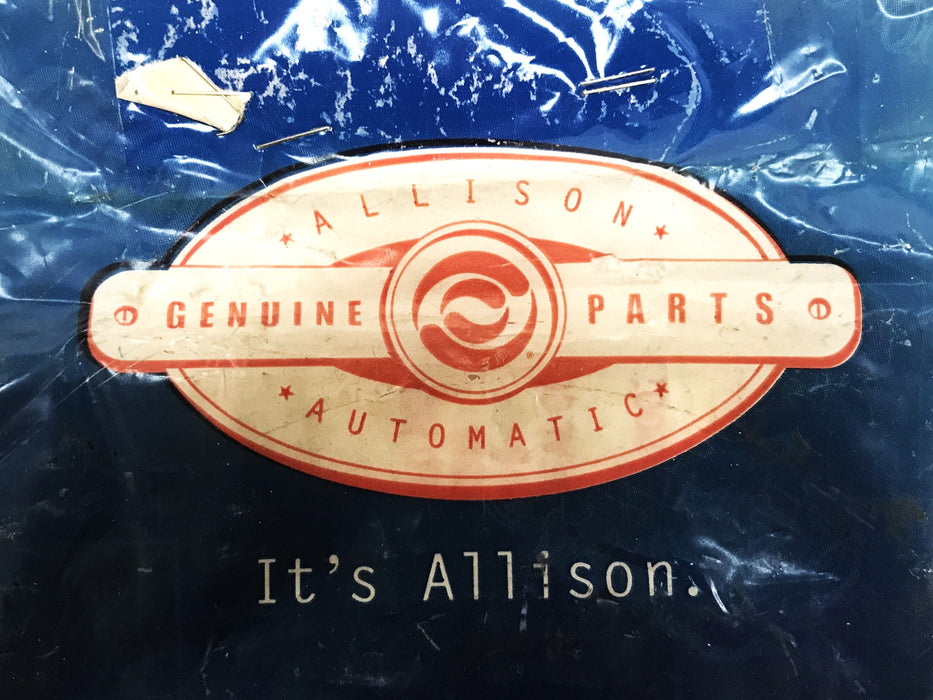 ALLISON
GENUINE PARTS
®
AUTOMATIC
It's Allison.